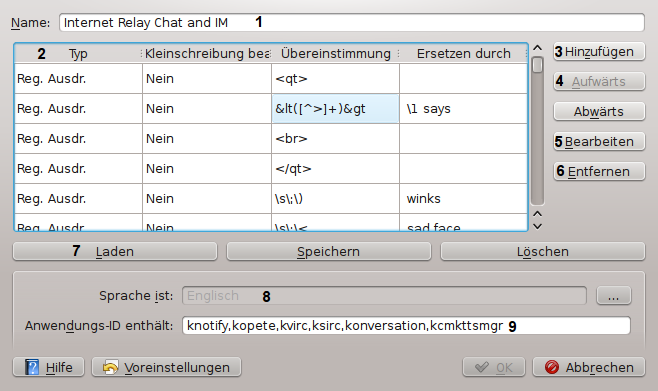 Name: Internet Relay Chat and IM 1
2 Typ Kleinschreibung bea Übereinstimmung Ersetzen durch
3 Hinzufügen
Reg. Ausdr. Nein <qt>
4 Aufwärts
Reg. Ausdr. Nein &lt([^>]+)&gt \1 says
Abwärts
Reg. Ausdr. Nein <br>
5 Bearbeiten
Reg. Ausdr. Nein </qt>
6 Entfernen
Reg. Ausdr. Nein \s\;\) winks
Reg. Ausdr. Nein \s\:\< sad face
7 Laden Speichern Löschen
Sprache ist: Englisch 8 ...
Anwendungs-ID enthält: knotify,kopete,kvirc,ksirc,konversation,kcmkttsmgr 9
Hilfe Voreinstellungen OK Abbrechen